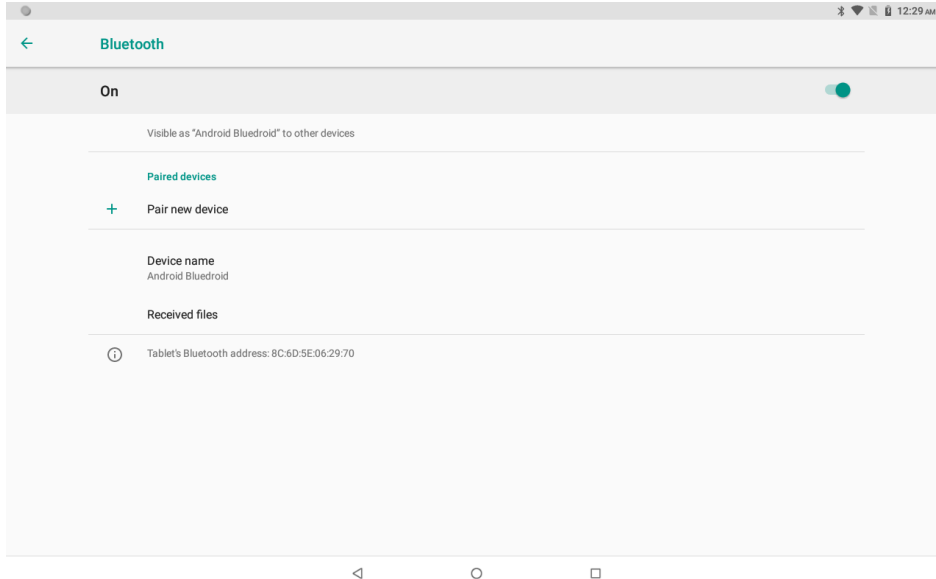 12:29 AM
Bluetooth
On
Visible as “Android Bluedroid” to other devices
Paired devices
Pair new device
Device name
Android Bluedroid
Received files
Tablet's Bluetooth address: 8C:6D:5E:06:29:70